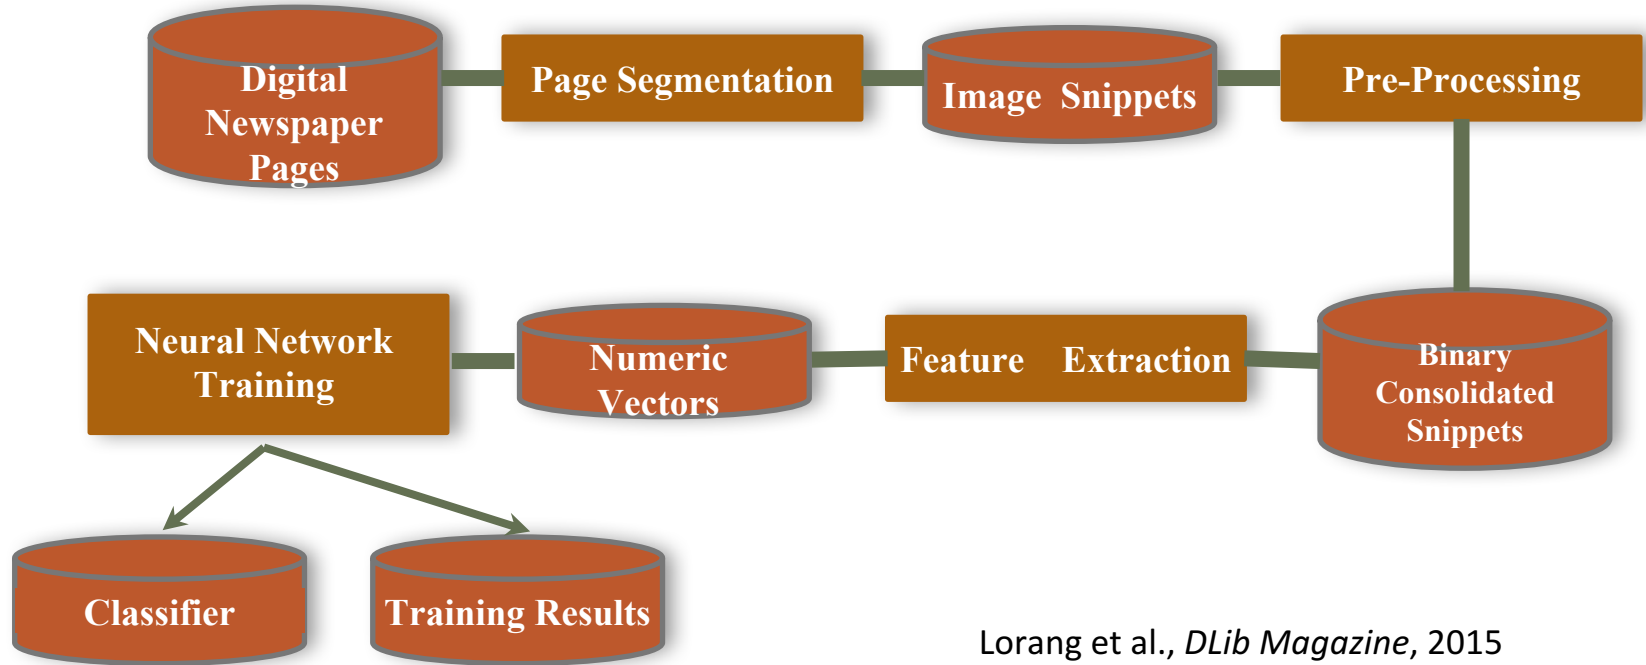 Digital
Newspaper
Pages
Page Segmentation
Image Snippets
Pre-Processing
Neural Network
Training
Numeric
Vectors
Feature Extraction
Binary
Consolidated
Snippets
Classifier
Training Results
Lorang et al., DLib Magazine, 2015